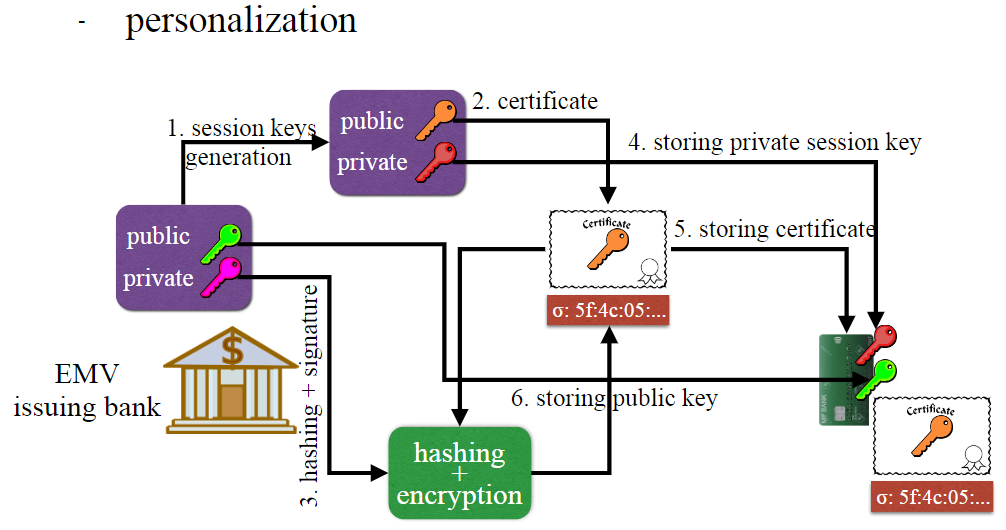 - personalization
public
private
1. session keys
generation
2. certificate
4. storing private session key
public
private
Certificate
5. storing certificate
σ: 5f:4c:05:...
EMV
issuing bank
$
3. hashing + signature
6. storing public key
hashing
+
encryption
Certificate
σ: 5f:4c:05:...